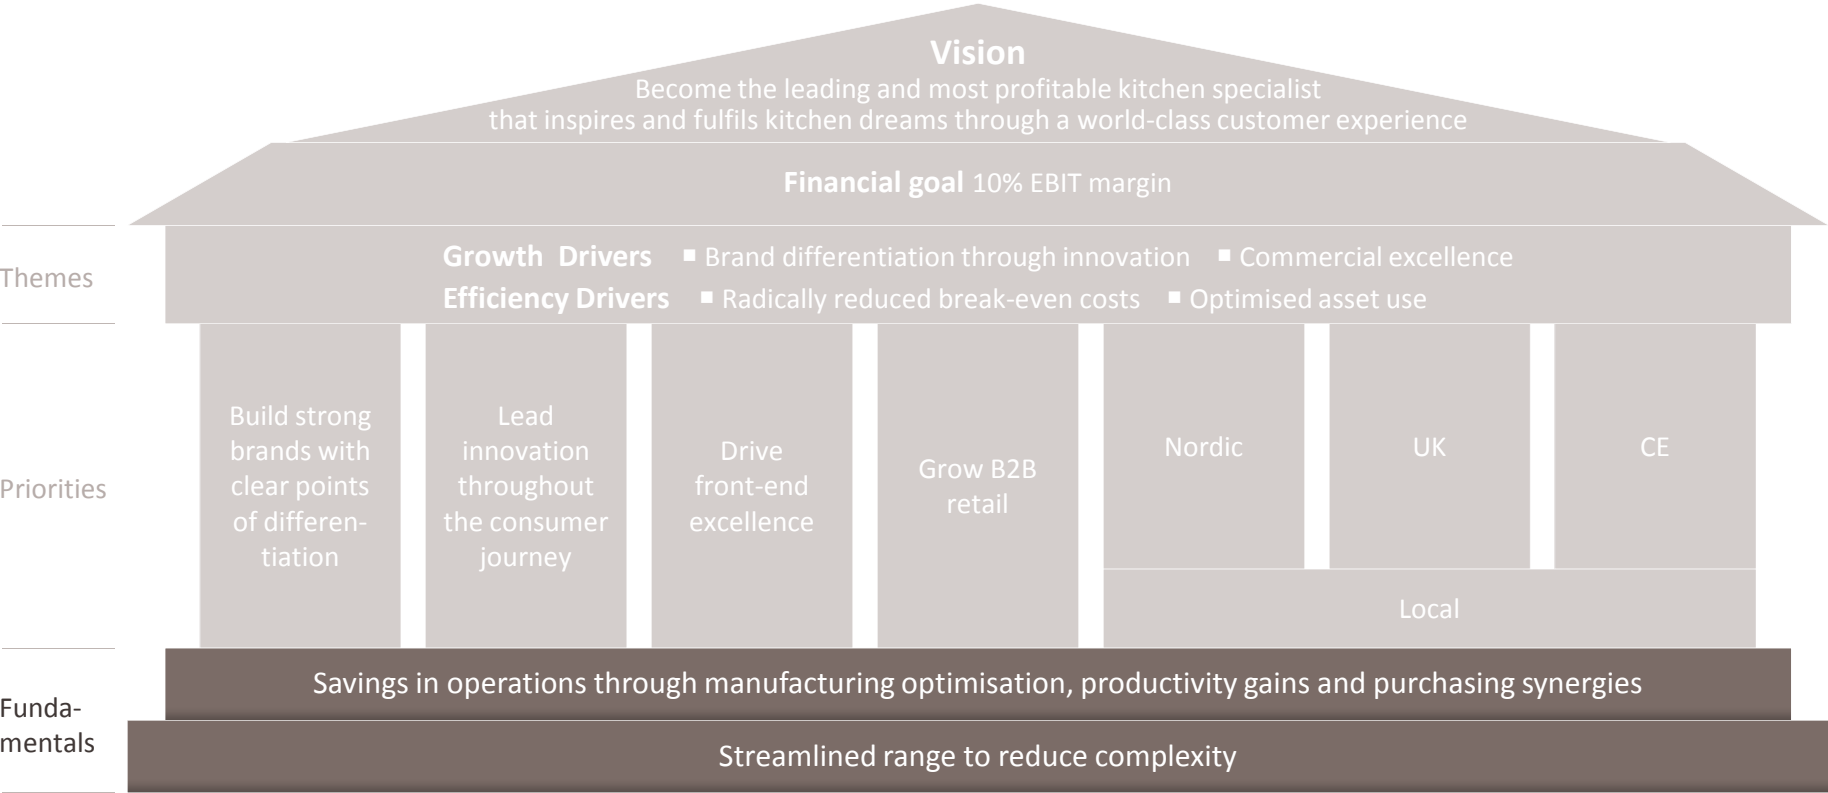 Vision
Become the leading and most profitable kitchen specialist
that inspires and fulfils kitchen dreams through a world-class customer experience
Financial goal 10% EBIT margin
Themes
Growth Drivers ▪ Brand differentiation through innovation ▪ Commercial excellence
Efficiency Drivers ▪ Radically reduced break-even costs ▪ Optimised asset use
Priorities
Build strong
brands with
clear points
of differen-
tiation
Lead
innovation
throughout
the consumer
journey
Drive
front-end
excellence
Grow B2B
retail
Nordic
UK
CE
Local
Funda-
mentals
Savings in operations through manufacturing optimisation, productivity gains and purchasing synergies
Streamlined range to reduce complexity